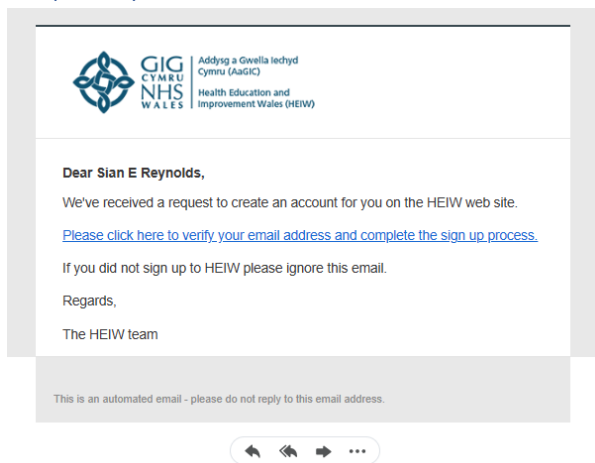 GIG
CYMRU
NHS
WALES
Addysg a Gwella Iechyd
Cymru (AaGIC)
Health Education and
Improvement Wales (HEIW)
Dear Sian E Reynolds,
We've received a request to create an account for you on the HEIW web site.
Please click here to verify your email address and complete the sign up process.
If you did not sign up to HEIW please ignore this email.
Regards,
The HEIW team
This is an automated email - please do not reply to this email address.